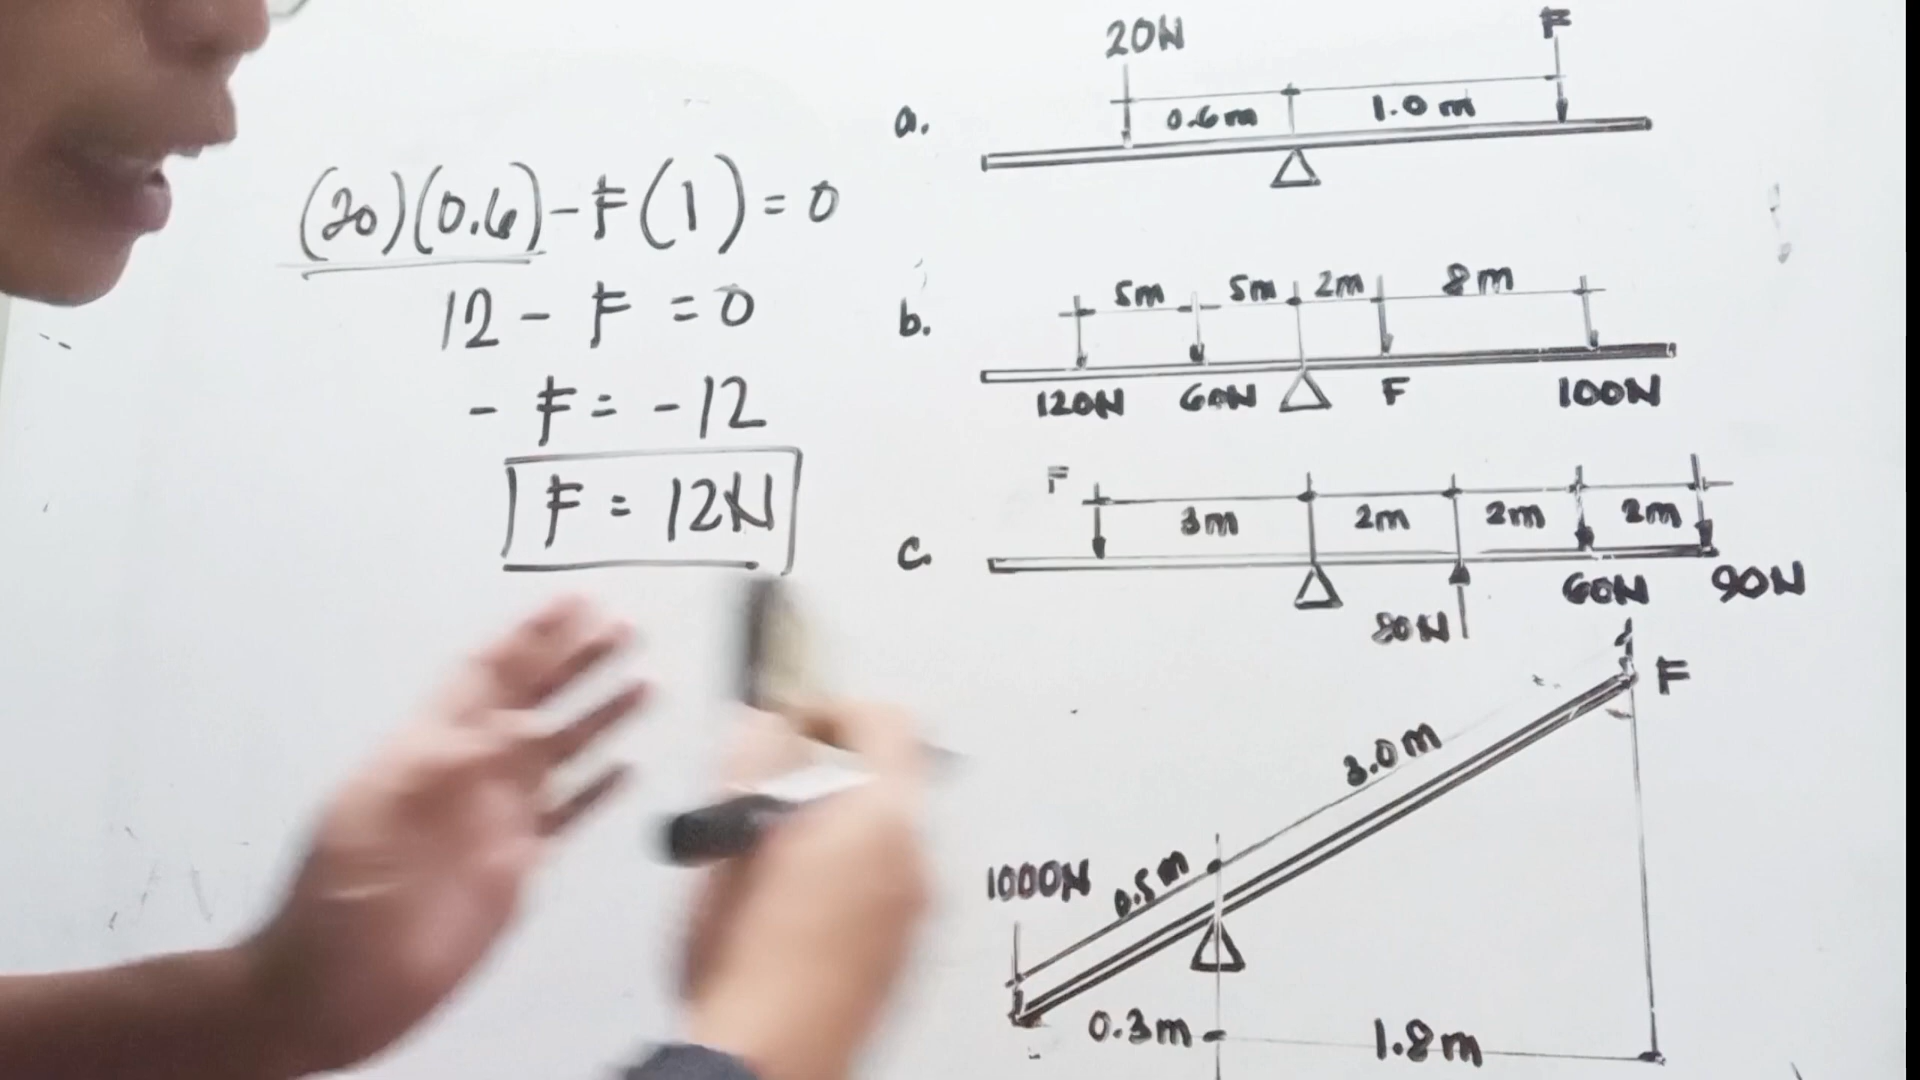 (20)(0.6) - F(1) = 0
12 - F = 0
- F = -12
F = 12N
a.
20N F
0.6m 1.0m
b.
5m 5m 2m 8m
120N 60N F 100N
c.
F
3m 2m 2m 2m
80N 60N 90N
F
3.0m
1000N 0.5m
0.3m 1.8m